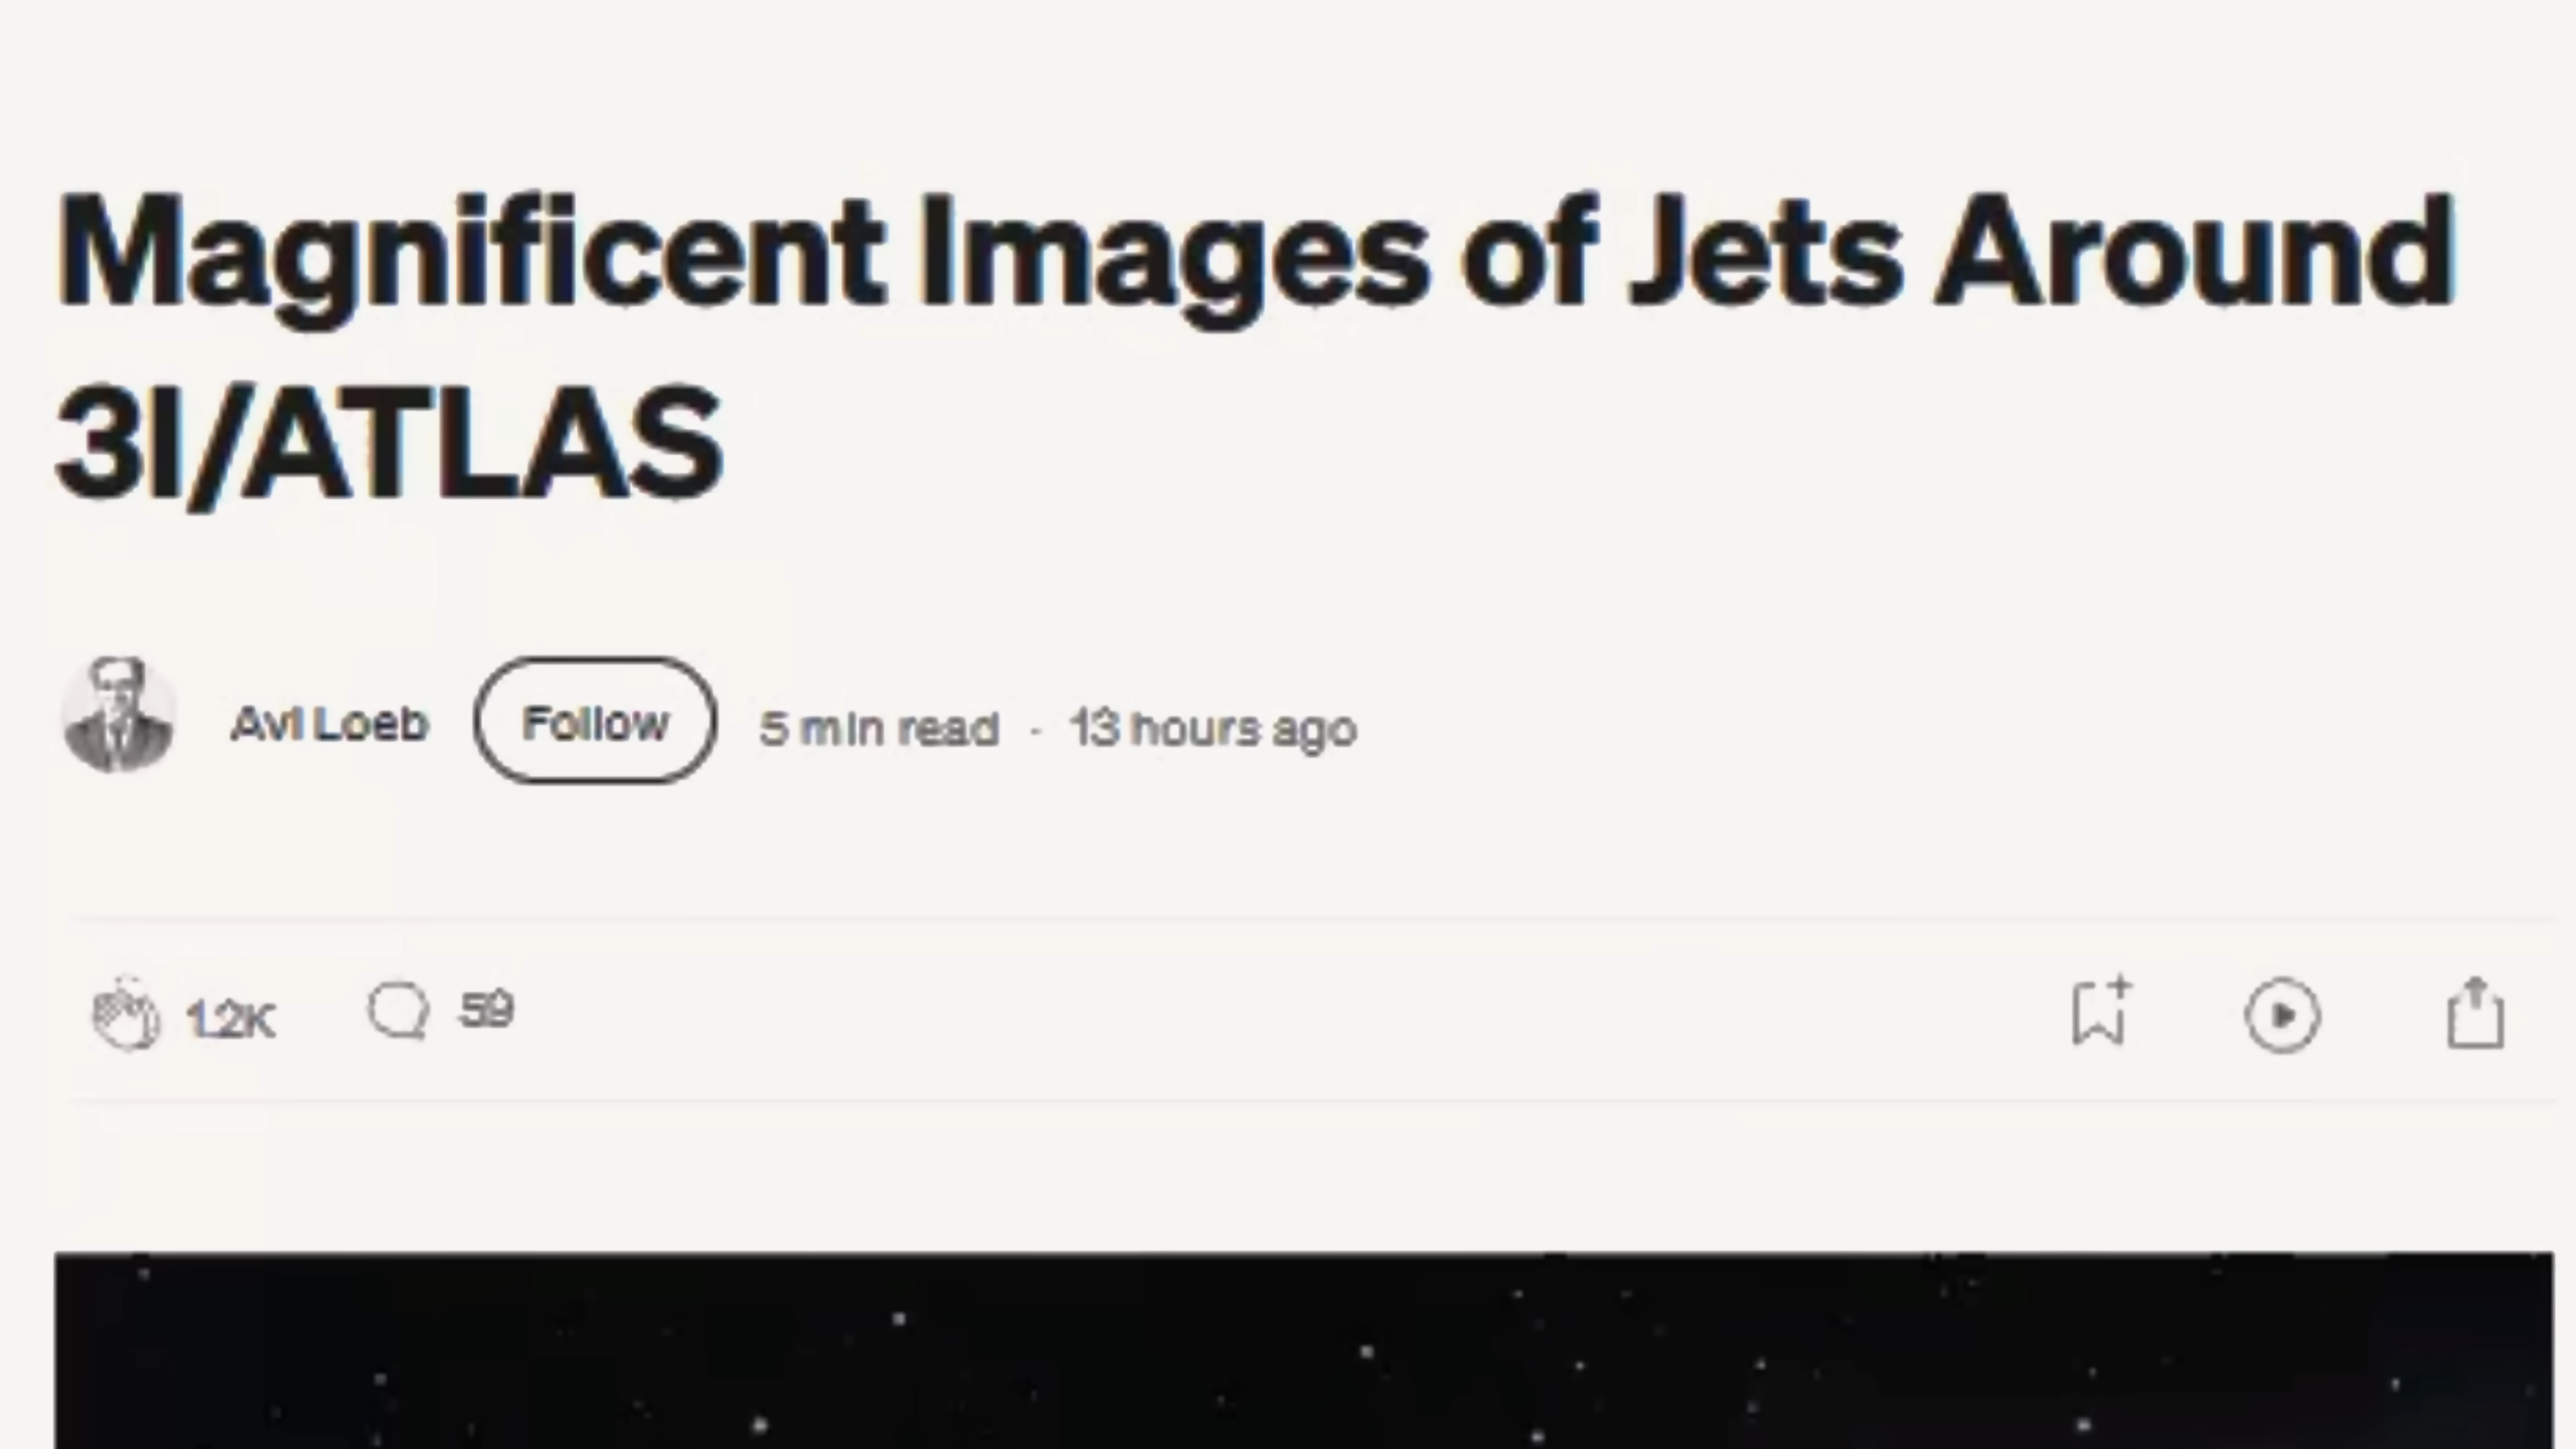 Magnificent Images of Jets Around
3I/ATLAS
Avi Loeb Follow 5 min read · 13 hours ago
1.2K 59